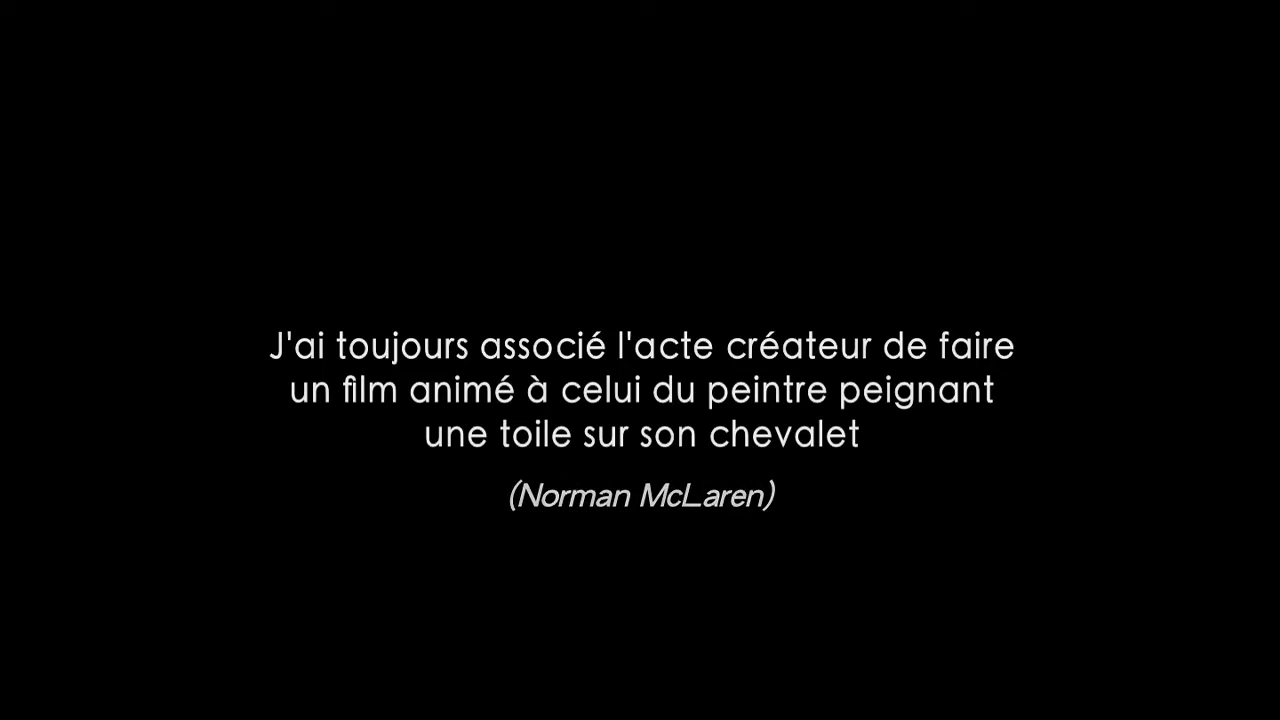 J'ai toujours associé l'acte créateur de faire
un film animé à celui du peintre peignant
une toile sur son chevalet
(Norman McLaren)